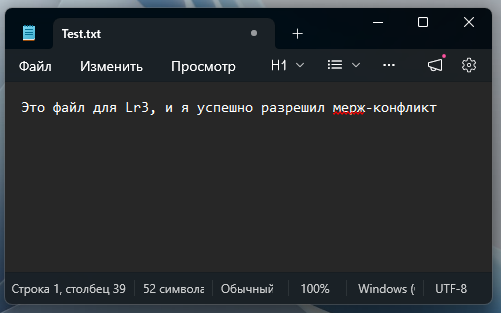 Test.txt
Файл Изменить Просмотр H1
Это файл для Lr3, и я успешно разрешил мерж-конфликт
Строка 1, столбец 39 52 символа Обычный 100% Windows ( UTF-8